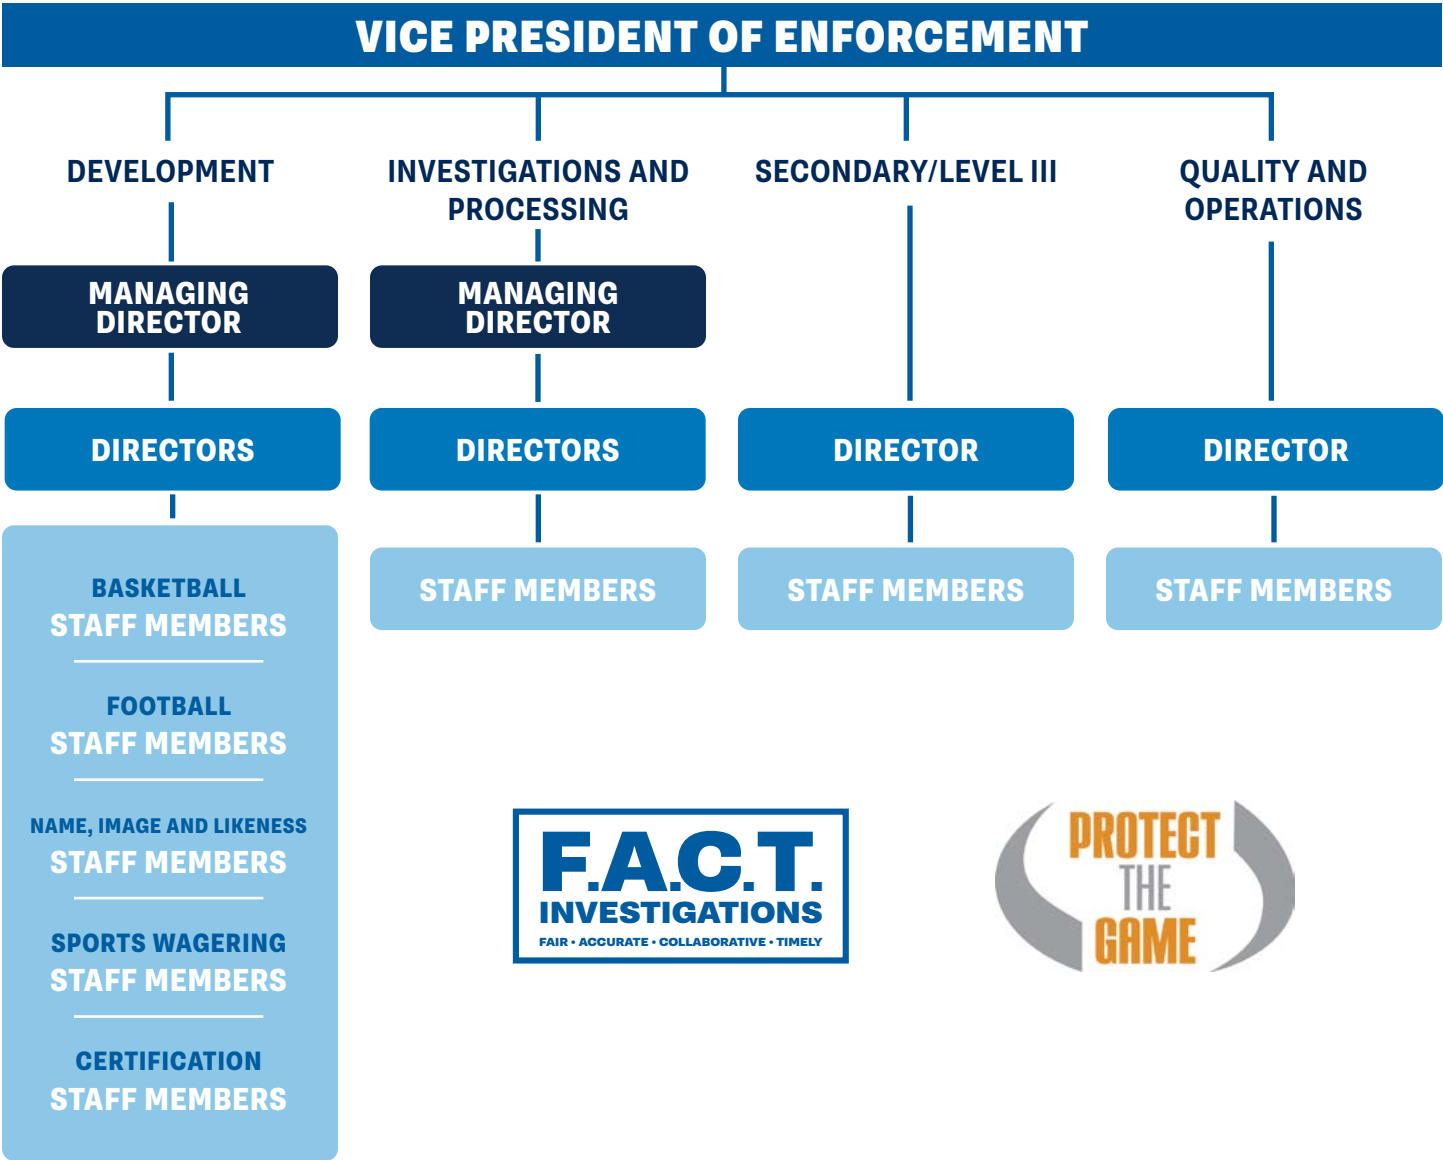 VICE PRESIDENT OF ENFORCEMENT
DEVELOPMENT
MANAGING
DIRECTOR
DIRECTORS
BASKETBALL
STAFF MEMBERS
FOOTBALL
STAFF MEMBERS
NAME, IMAGE AND LIKENESS
STAFF MEMBERS
SPORTS WAGERING
STAFF MEMBERS
CERTIFICATION
STAFF MEMBERS
INVESTIGATIONS AND
PROCESSING
MANAGING
DIRECTOR
DIRECTORS
STAFF MEMBERS
SECONDARY/LEVEL III
DIRECTOR
STAFF MEMBERS
QUALITY AND
OPERATIONS
DIRECTOR
STAFF MEMBERS
F.A.C.T.
INVESTIGATIONS
FAIR • ACCURATE • COLLABORATIVE • TIMELY
PROTECT
THE
GAME